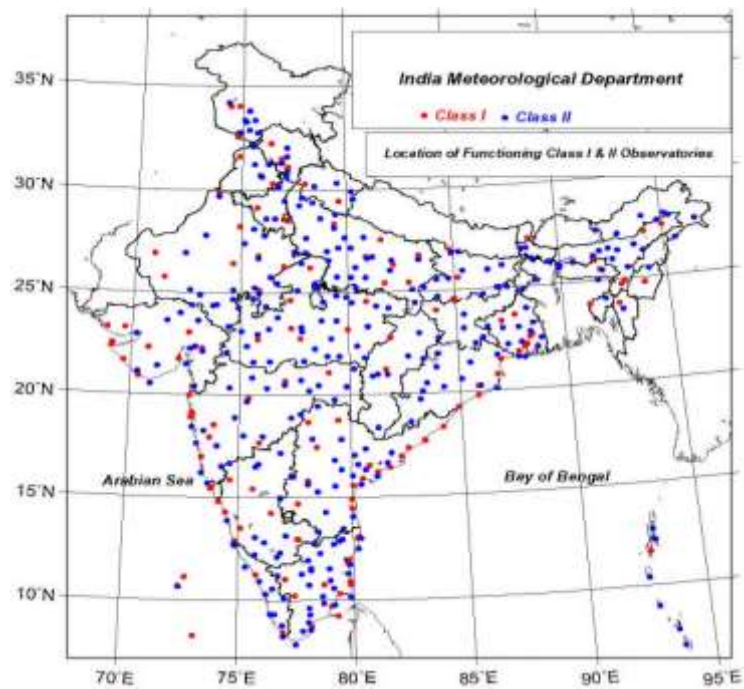 India Meteorological Department
Class I Class II
Location of Functioning Class I & II Observatories
35°N
30°N
25°N
20°N
Arabian Sea
Bay of Bengal
15°N
10°N
70°E 75°E 80°E 85°E 90°E 95°E